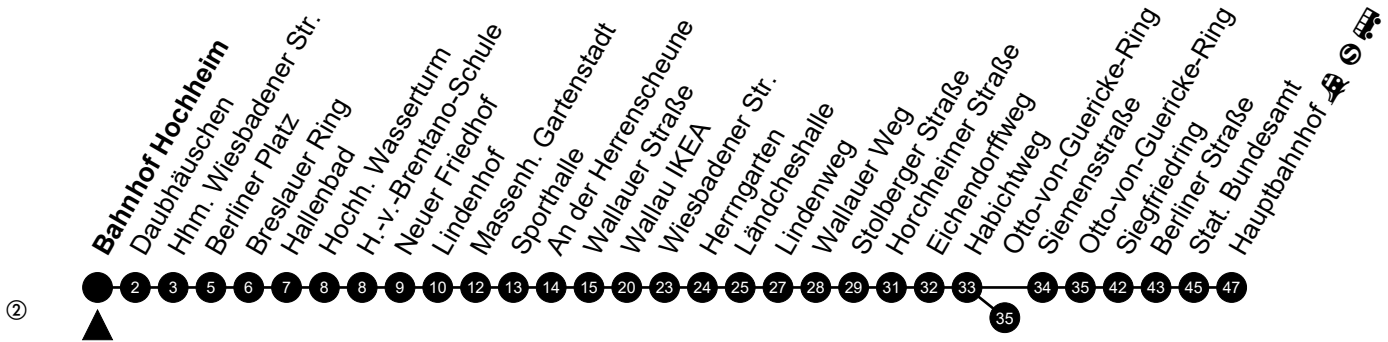 Bahnhof Hochheim
Daubhäuschen
Hhm. Wiesbadener Str.
Berliner Platz
Breslauer Ring
Hallenbad
Hochh. Wasserturm
H.-v.-Brentano-Schule
Neuer Friedhof
Lindenhof
Massenh. Gartenstadt
Sporthalle
An der Herrenscheune
Wallauer Straße
Wallau IKEA
Wiesbadener Str.
Herrngarten
Ländcheshalle
Lindenweg
Wallauer Weg
Stolberger Straße
Horchheimer Straße
Eichendorffweg
Habichtweg
Otto-von-Guericke-Ring
Siemensstraße
Otto-von-Guericke-Ring
Siegfriedring
Berliner Straße
Stat. Bundesamt
Hauptbahnhof S
② 2 3 5 6 7 8 8 9 10 12 13 14 15 20 23 24 25 27 28 29 31 32 33 34 35 42 43 45 47
35